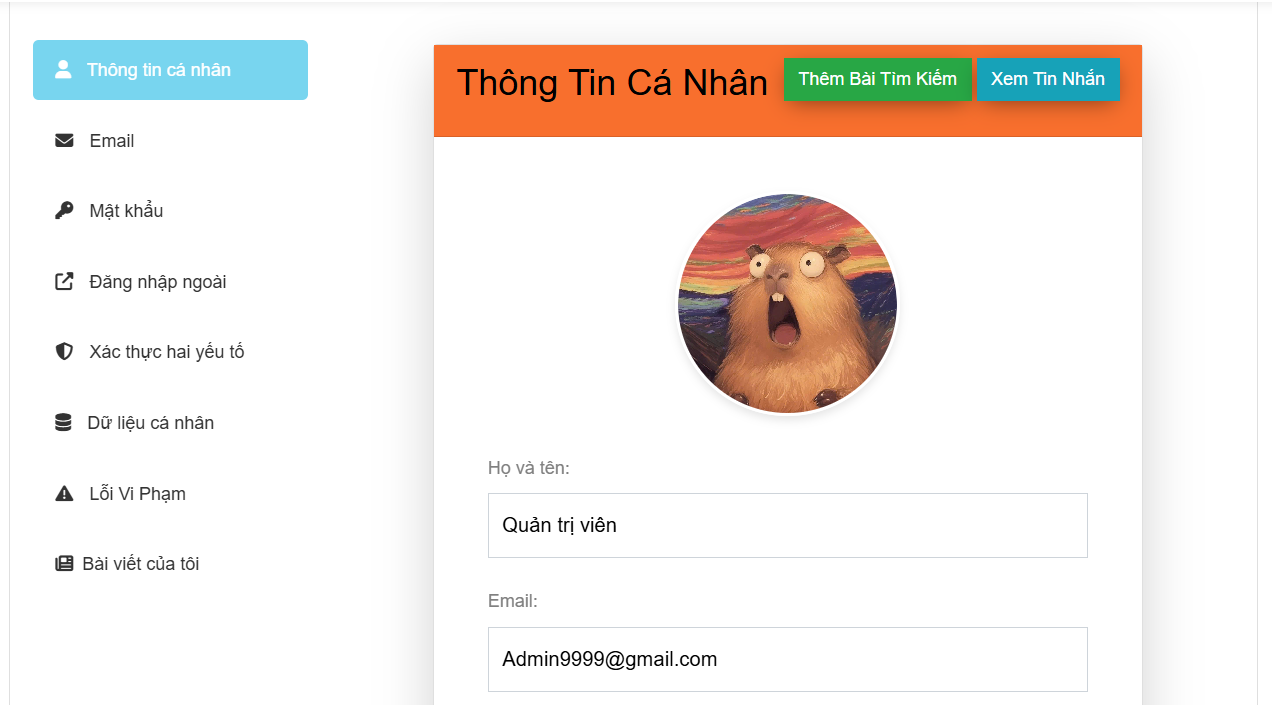 Thông tin cá nhân
Email
Mật khẩu
Đăng nhập ngoài
Xác thực hai yếu tố
Dữ liệu cá nhân
Lỗi Vi Phạm
Bài viết của tôi
Thông Tin Cá Nhân
Thêm Bài Tìm Kiếm
Xem Tin Nhắn
Họ và tên:
Quản trị viên
Email:
Admin9999@gmail.com